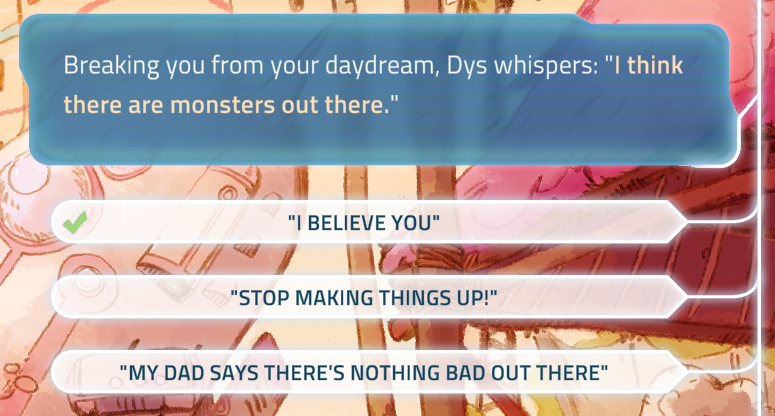 Breaking you from your daydream, Dys whispers: "I think
there are monsters out there."
"I BELIEVE YOU"
"STOP MAKING THINGS UP!"
"MY DAD SAYS THERE'S NOTHING BAD OUT THERE"